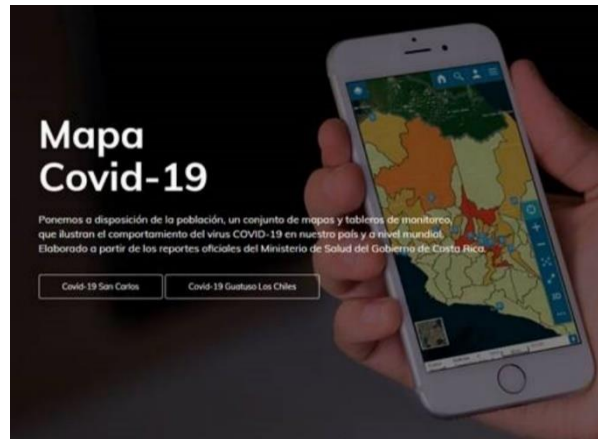 Mapa
Covid-19
Ponemos a disposición de la población, un conjunto de mapas y tableros de monitoreo,
que ilustran el comportamiento del virus COVID-19 en nuestro país y a nivel mundial.
Elaborado a partir de los reportes oficiales del Ministerio de Salud del Gobierno de Costa Rica.
Covid-19 San Carlos
Covid-19 Guatuso Los Chiles